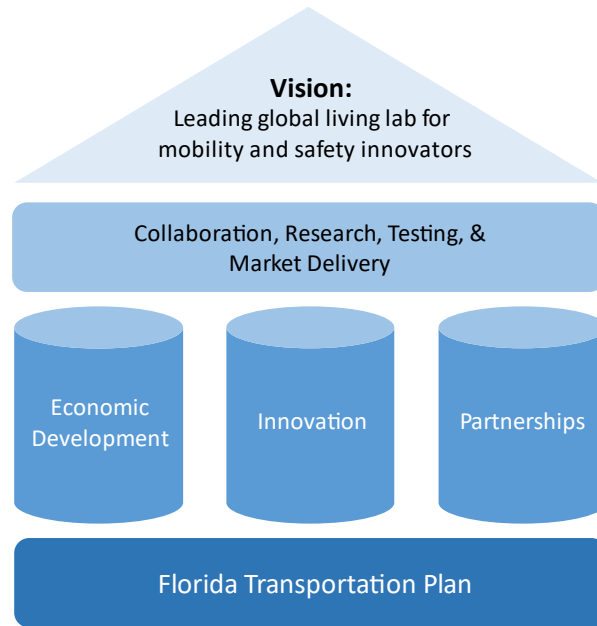 Vision:
Leading global living lab for
mobility and safety innovators
Collaboration, Research, Testing, &
Market Delivery
Economic
Development
Innovation
Partnerships
Florida Transportation Plan